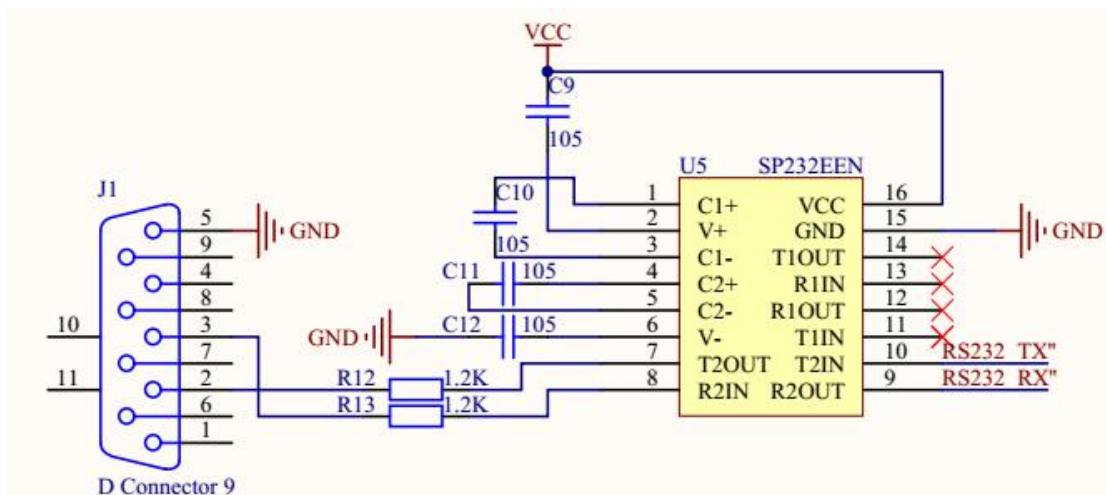 VCC
C9
105
U5 SP232EEN
J1
C10
105
C11 105
C12 105
GND
1 C1+ VCC 16
2 V+ GND 15
3 C1- T1OUT 14
4 C2+ R1IN 13
5 C2- R1OUT 12
6 V- T1IN 11
7 T2OUT T2IN 10 RS232 TX"
8 R2IN R2OUT 9 RS232 RX"
GND
5 GND
9
4
8
10 3
7
11 2
6
1
R12 1.2K
R13 1.2K
D Connector 9